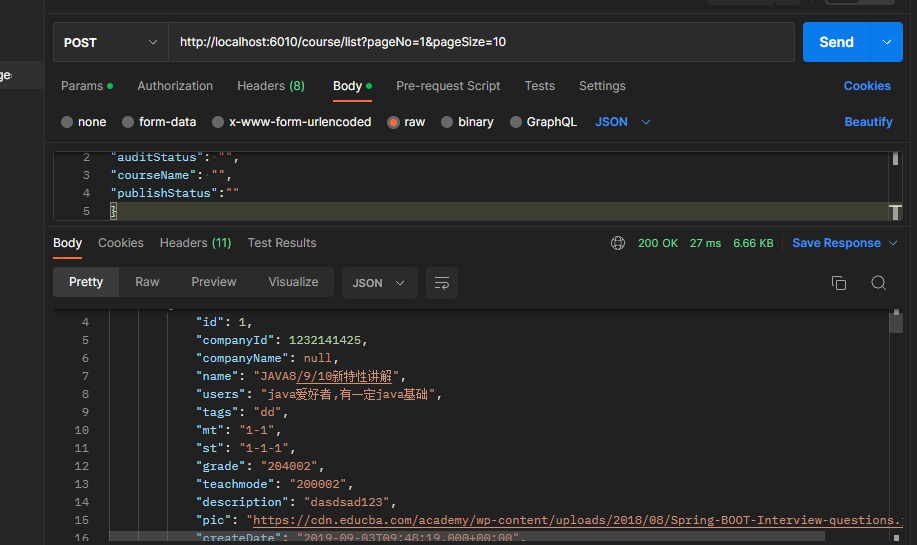 ge
POST http://localhost:6010/course/list?pageNo=1&pageSize=10 Send
Params Authorization Headers (8) Body Pre-request Script Tests Settings Cookies
none form-data x-www-form-urlencoded raw binary GraphQL JSON Beautify
2 "auditStatus": "",
3 "courseName": "",
4 "publishStatus":""
5 }
Body Cookies Headers (11) Test Results 200 OK 27 ms 6.66 KB Save Response
Pretty Raw Preview Visualize JSON
4 "id": 1,
5 "companyId": 1232141425,
6 "companyName": null,
7 "name": "JAVA8/9/10新特性讲解",
8 "users": "java爱好者,有一定java基础",
9 "tags": "dd",
10 "mt": "1-1",
11 "st": "1-1-1",
12 "grade": "204002",
13 "teachmode": "200002",
14 "description": "dasdsad123",
15 "pic": "https://cdn.educba.com/academy/wp-content/uploads/2018/08/Spring-BOOT-Interview-questions.
16 "createDate": "2019-09-03T09:48:19.000+00:00",